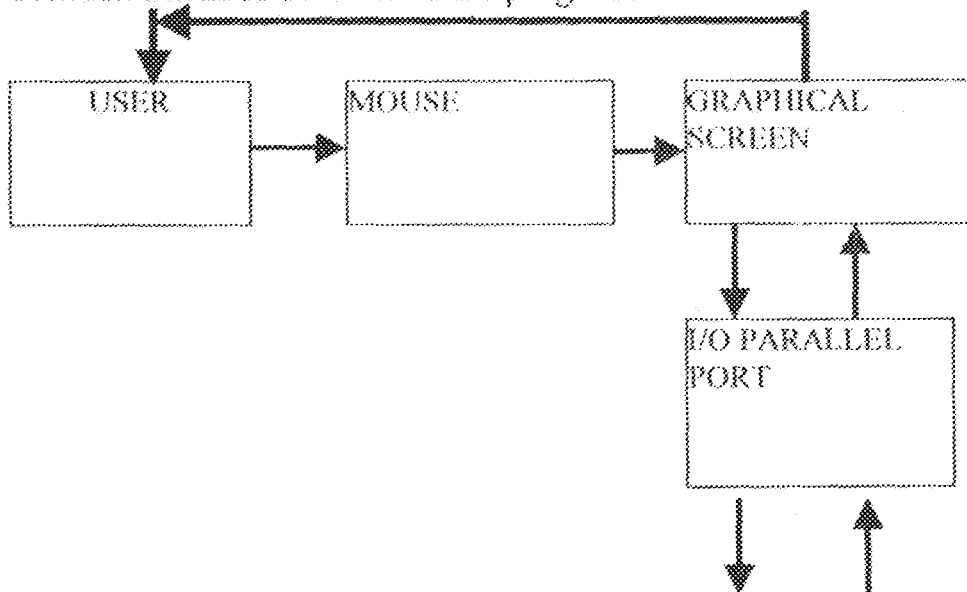 USER
MOUSE
GRAPHICAL
SCREEN
I/O PARALLEL
PORT